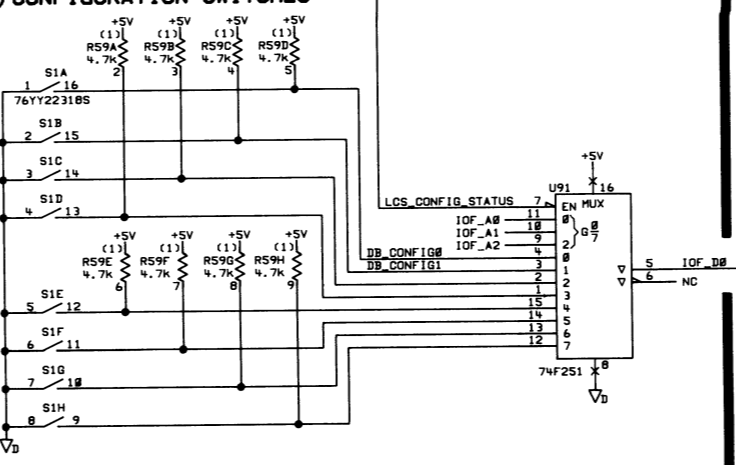 CONFIGURATION SWITCHES
+5V +5V +5V +5V
(1) (1) (1) (1)
R59A R59B R59C R59D
4.7k 4.7k 4.7k 4.7k
2 3 4 5
S1A
1 16
76YY22318S
S1B
2 15
S1C
3 14
S1D
4 13
+5V +5V +5V +5V
(1) (1) (1) (1)
R59E R59F R59G R59H
4.7k 4.7k 4.7k 4.7k
6 7 8 9
S1E
5 12
S1F
6 11
S1G
7 10
S1H
8 9
D
+5V
U91 16
LCS_CONFIG_STATUS 7 EN MUX
IOF_A0 11 0
IOF_A1 10 G 0/7
IOF_A2 9 2
DB_CONFIG0 4 0
DB_CONFIG1 3 1
2 2
1 3
15 4
14 5
13 6
12 7
5 IOF_D0
6 NC
74F251 8
D